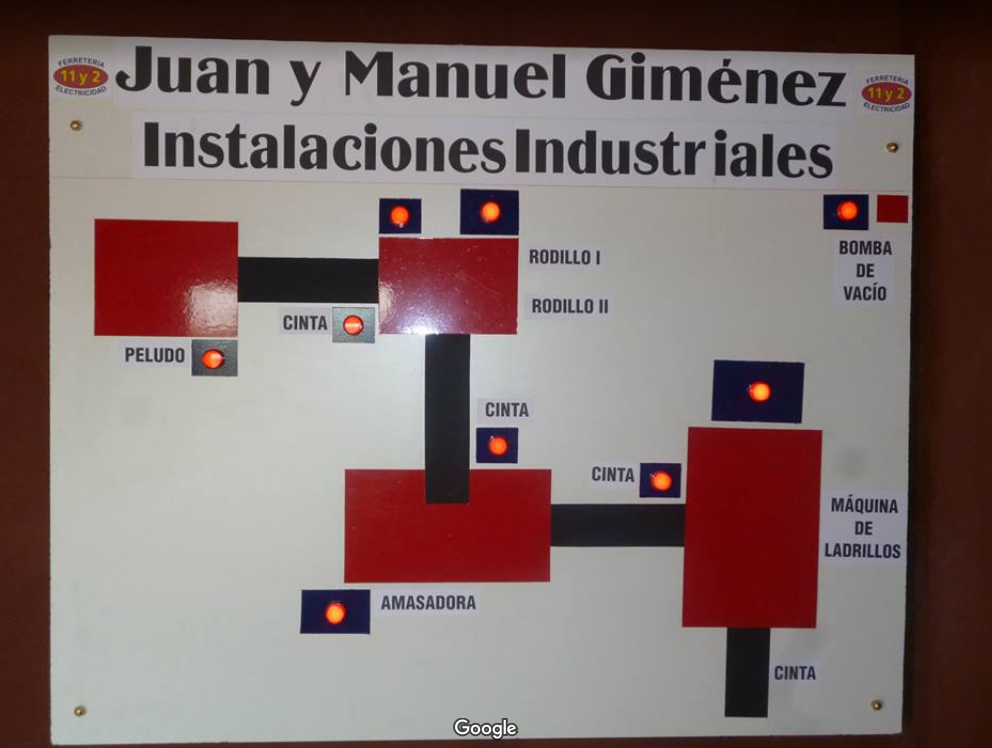 FERRETERIA
11 y 2
ELECTRICIDAD
Juan y Manuel Giménez
FERRETERIA
11 y 2
ELECTRICIDAD
Instalaciones Industriales
BOMBA
DE
VACÍO
RODILLO I
RODILLO II
CINTA
PELUDO
CINTA
CINTA
MÁQUINA
DE
LADRILLOS
AMASADORA
CINTA
Google